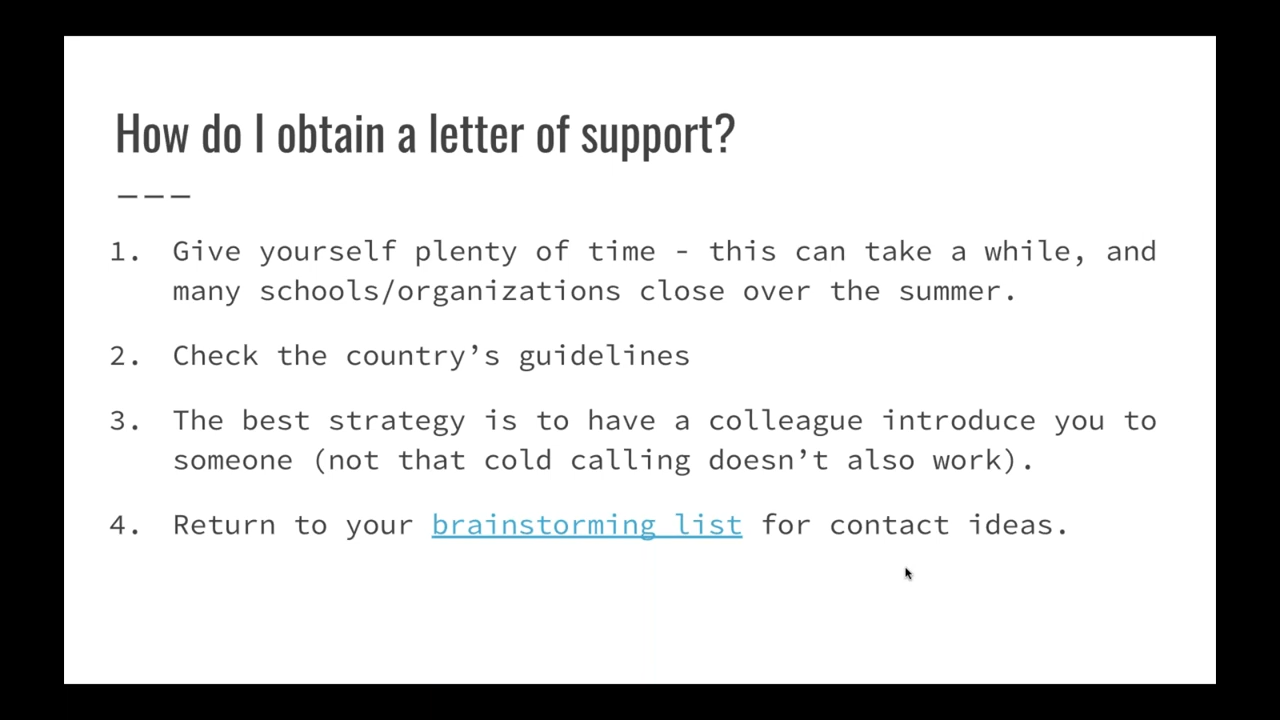 How do I obtain a letter of support?
1. Give yourself plenty of time - this can take a while, and
many schools/organizations close over the summer.
2. Check the country’s guidelines
3. The best strategy is to have a colleague introduce you to
someone (not that cold calling doesn’t also work).
4. Return to your brainstorming list for contact ideas.